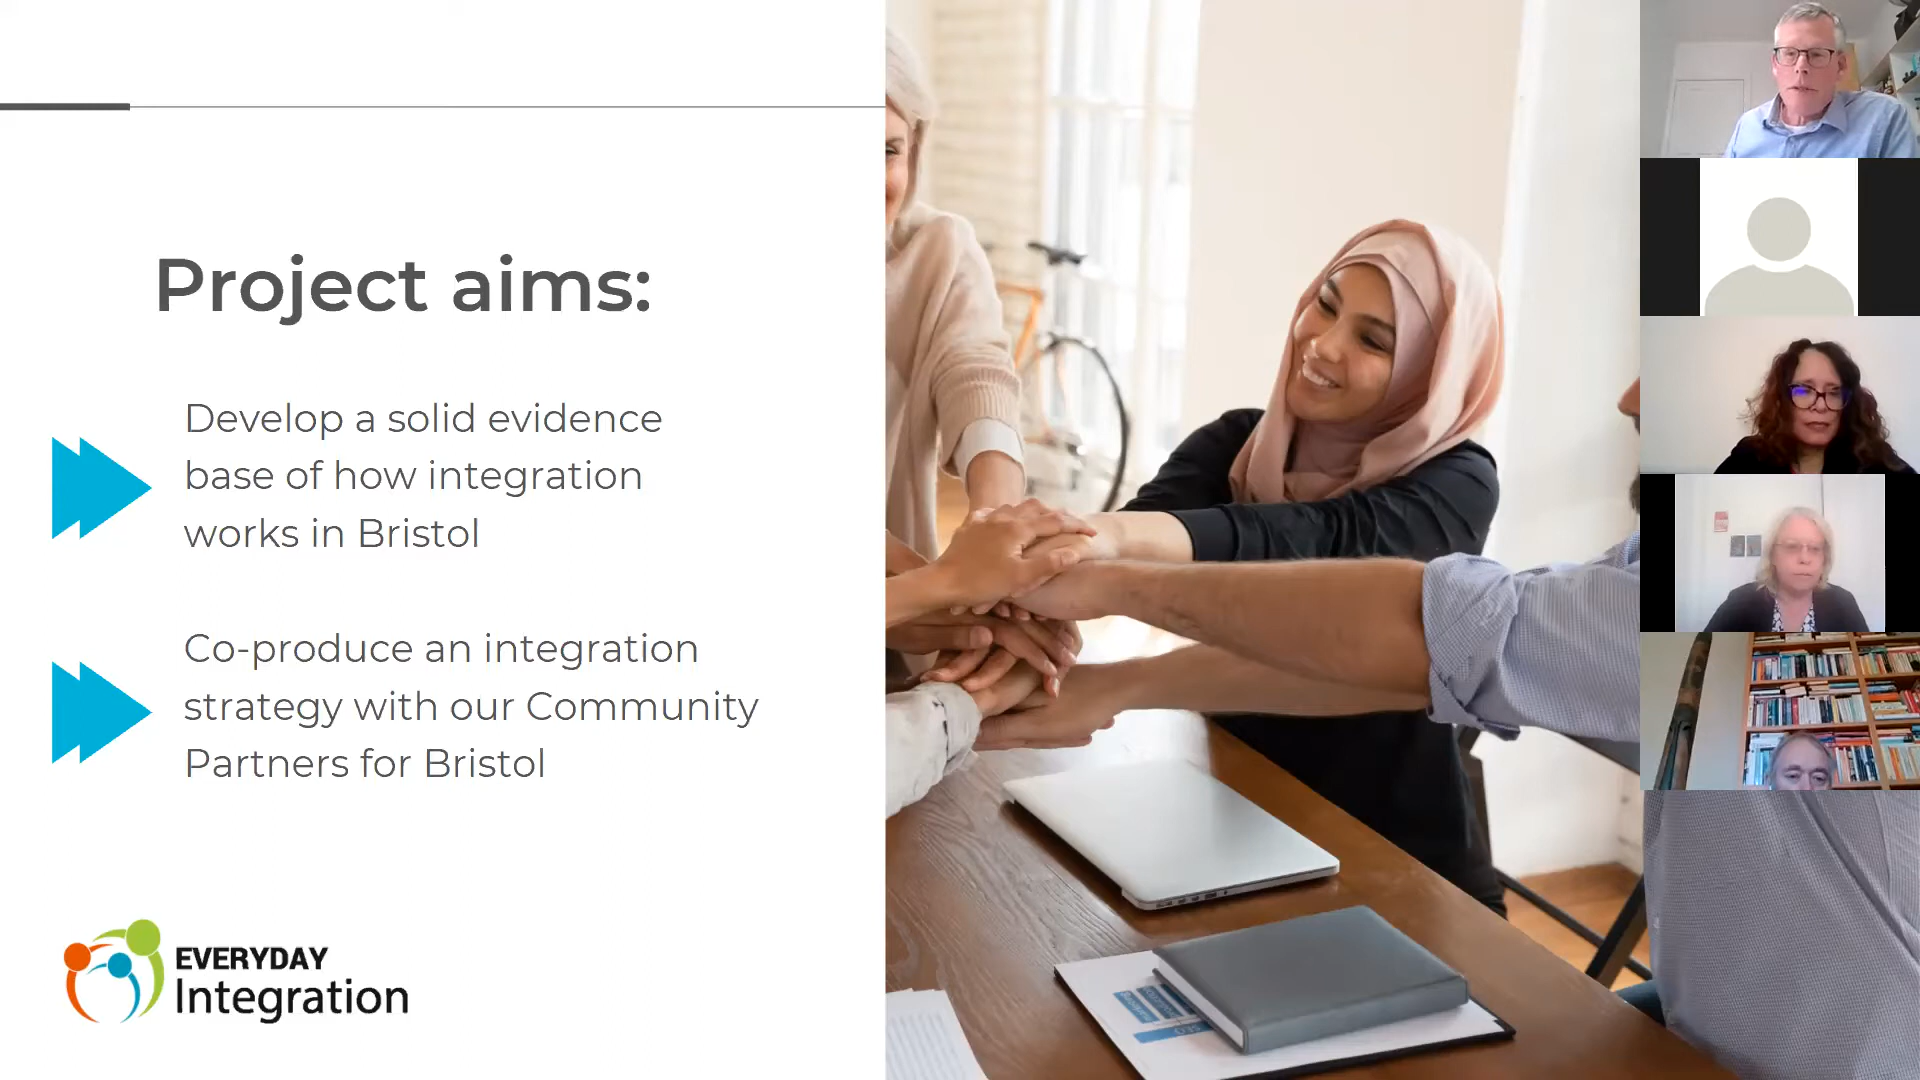 Project aims:
Develop a solid evidence
base of how integration
works in Bristol
Co-produce an integration
strategy with our Community
Partners for Bristol
EVERYDAY
Integration